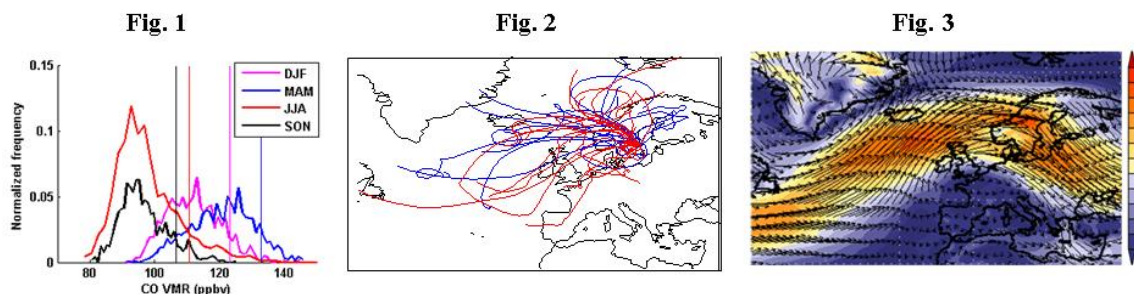 Fig. 1
Fig. 2
Fig. 3
0.15
0.1
0.05
0
Normalized frequency
DJF
MAM
JJA
SON
80 100 120 140
CO VMR (ppbv)